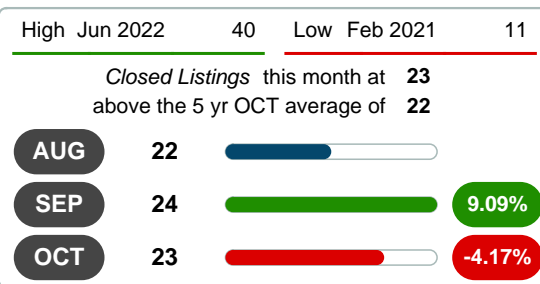 High Jun 2022 40 Low Feb 2021 11
Closed Listings this month at 23
above the 5 yr OCT average of 22
AUG 22
SEP 24 9.09%
OCT 23 -4.17%